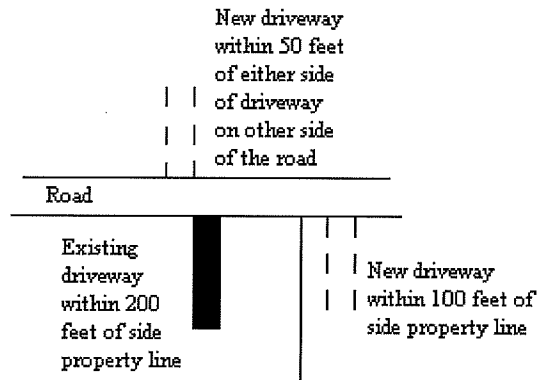 New driveway
within 50 feet
of either side
of driveway
on other side
of the road
Road
Existing
driveway
within 200
feet of side
property line
New driveway
within 100 feet of
side property line